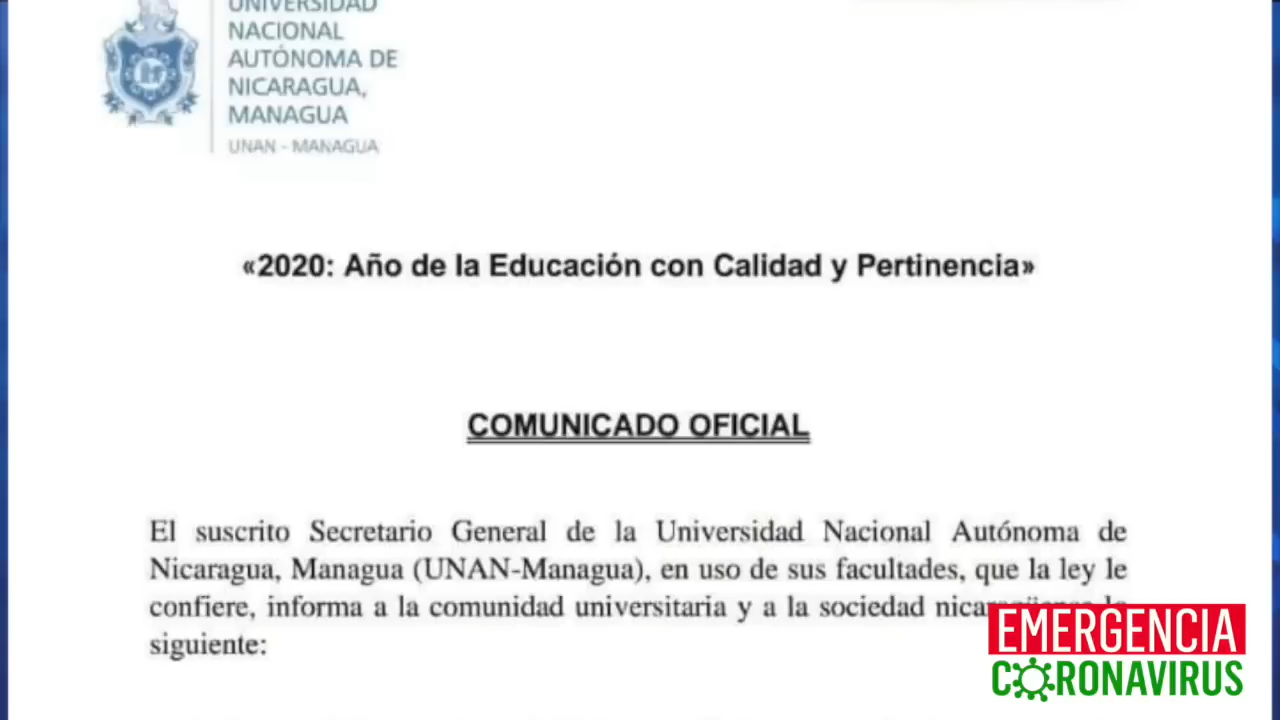 UNIVERSIDAD
NACIONAL
AUTÓNOMA DE
NICARAGUA,
MANAGUA
UNAN - MANAGUA
«2020: Año de la Educación con Calidad y Pertinencia»
COMUNICADO OFICIAL
El suscrito Secretario General de la Universidad Nacional Autónoma de
Nicaragua, Managua (UNAN-Managua), en uso de sus facultades, que la ley le
confiere, informa a la comunidad universitaria y a la sociedad
siguiente:
EMERGENCIA
CORONAVIRUS